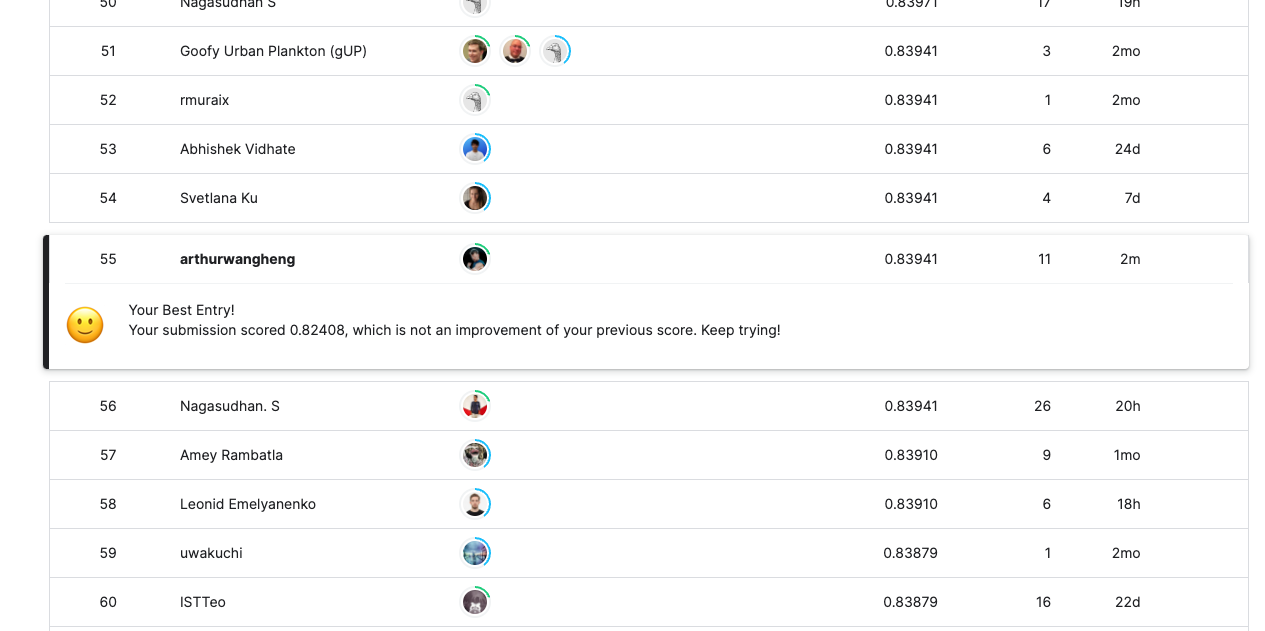 50 Nagasudhan S 0.83971 17 19h
51 Goofy Urban Plankton (gUP) 0.83941 3 2mo
52 rmuraix 0.83941 1 2mo
53 Abhishek Vidhate 0.83941 6 24d
54 Svetlana Ku 0.83941 4 7d
55 arthurwangheng 0.83941 11 2m
Your Best Entry!
Your submission scored 0.82408, which is not an improvement of your previous score. Keep trying!
56 Nagasudhan. S 0.83941 26 20h
57 Amey Rambatla 0.83910 9 1mo
58 Leonid Emelyanenko 0.83910 6 18h
59 uwakuchi 0.83879 1 2mo
60 ISTTeo 0.83879 16 22d